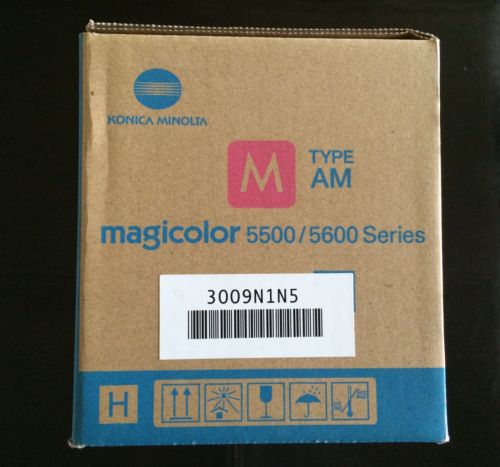 KONICA MINOLTA
M
TYPE
AM
magicolor 5500/5600 Series
3009N1N5
H